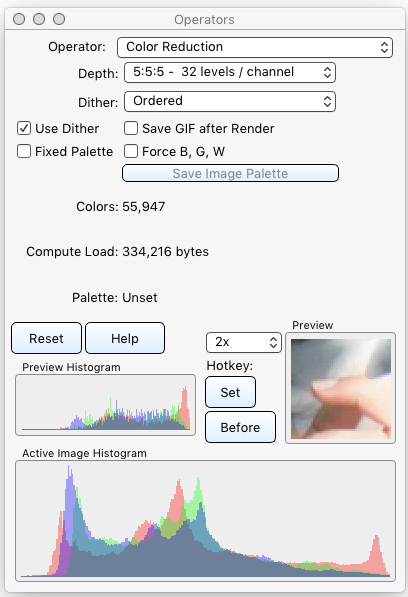 Operators
Operator: Color Reduction
Depth: 5:5:5 - 32 levels / channel
Dither: Ordered
Use Dither Save GIF after Render
Fixed Palette Force B, G, W
Save Image Palette
Colors: 55,947
Compute Load: 334,216 bytes
Palette: Unset
Reset Help 2x Preview
Preview Histogram Hotkey:
Set
Before
Active Image Histogram